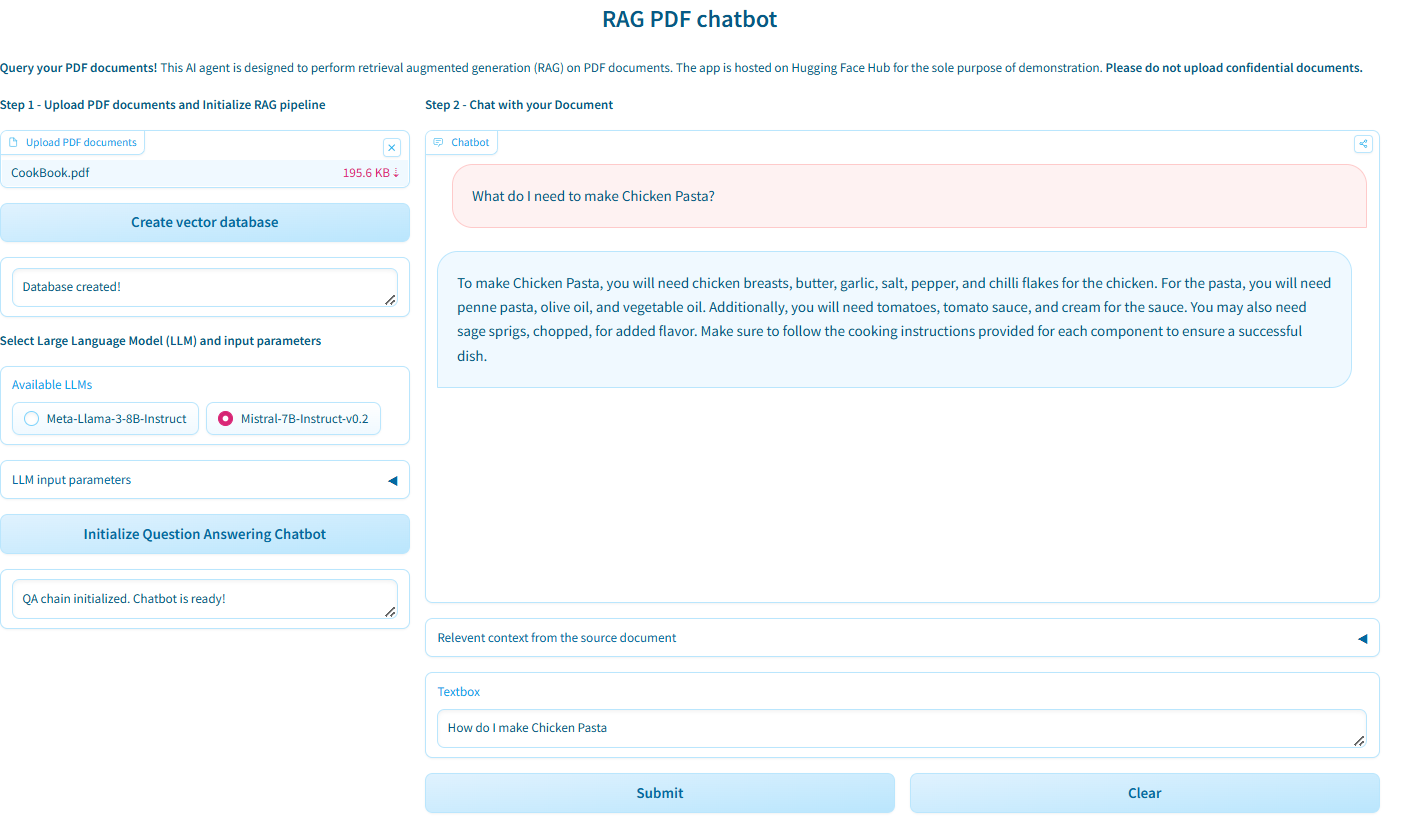 RAG PDF chatbot
Query your PDF documents! This AI agent is designed to perform retrieval augmented generation (RAG) on PDF documents. The app is hosted on Hugging Face Hub for the sole purpose of demonstration. Please do not upload confidential documents.
Step 1 - Upload PDF documents and Initialize RAG pipeline
Upload PDF documents
CookBook.pdf 195.6 KB ⇣
Create vector database
Database created!
Select Large Language Model (LLM) and input parameters
Available LLMs
Meta-Llama-3-8B-Instruct Mistral-7B-Instruct-v0.2
LLM input parameters
Initialize Question Answering Chatbot
QA chain initialized. Chatbot is ready!
Step 2 - Chat with your Document
Chatbot
What do I need to make Chicken Pasta?
To make Chicken Pasta, you will need chicken breasts, butter, garlic, salt, pepper, and chilli flakes for the chicken. For the pasta, you will need
penne pasta, olive oil, and vegetable oil. Additionally, you will need tomatoes, tomato sauce, and cream for the sauce. You may also need
sage sprigs, chopped, for added flavor. Make sure to follow the cooking instructions provided for each component to ensure a successful
dish.
Relevent context from the source document
Textbox
How do I make Chicken Pasta
Submit
Clear